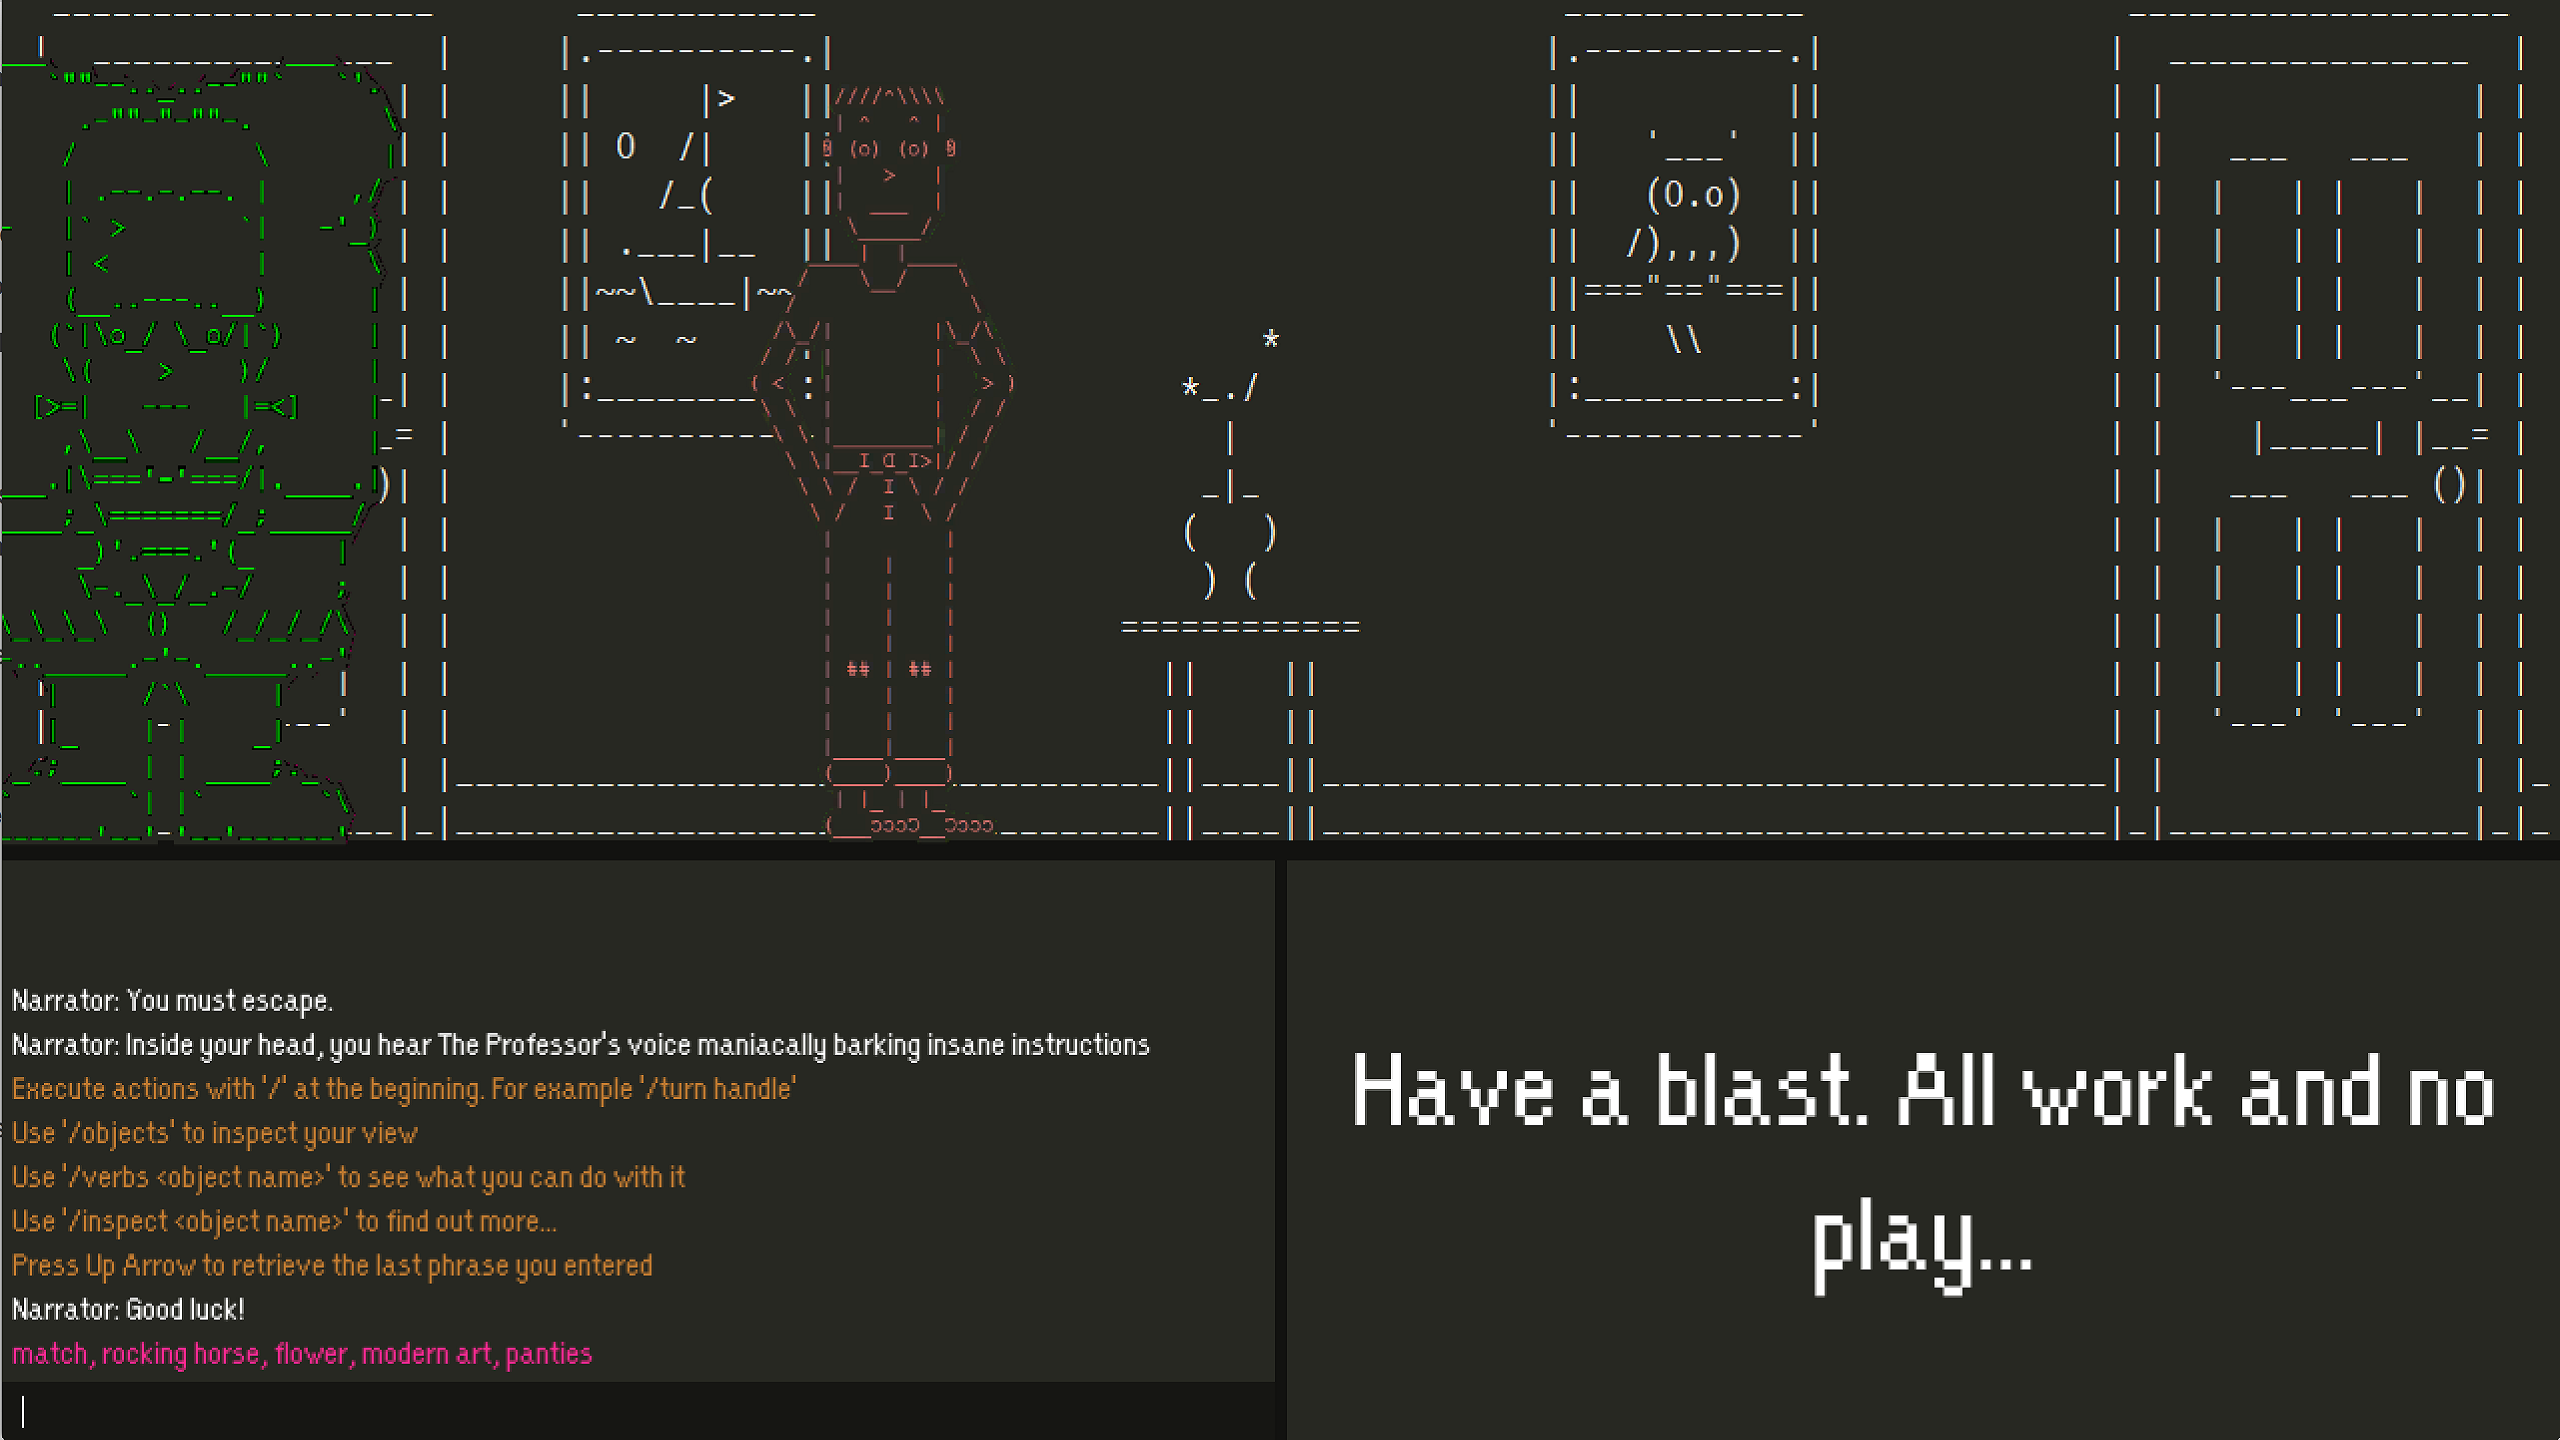 Narrator: You must escape.
Narrator: Inside your head, you hear The Professor's voice maniacally barking insane instructions
Execute actions with '/' at the beginning. For example '/turn handle'
Use '/objects' to inspect your view
Use '/verbs <object name>' to see what you can do with it
Use '/inspect <object name>' to find out more...
Press Up Arrow to retrieve the last phrase you entered
Narrator: Good luck!
match, rocking horse, flower, modern art, panties
Have a blast. All work and no
play...